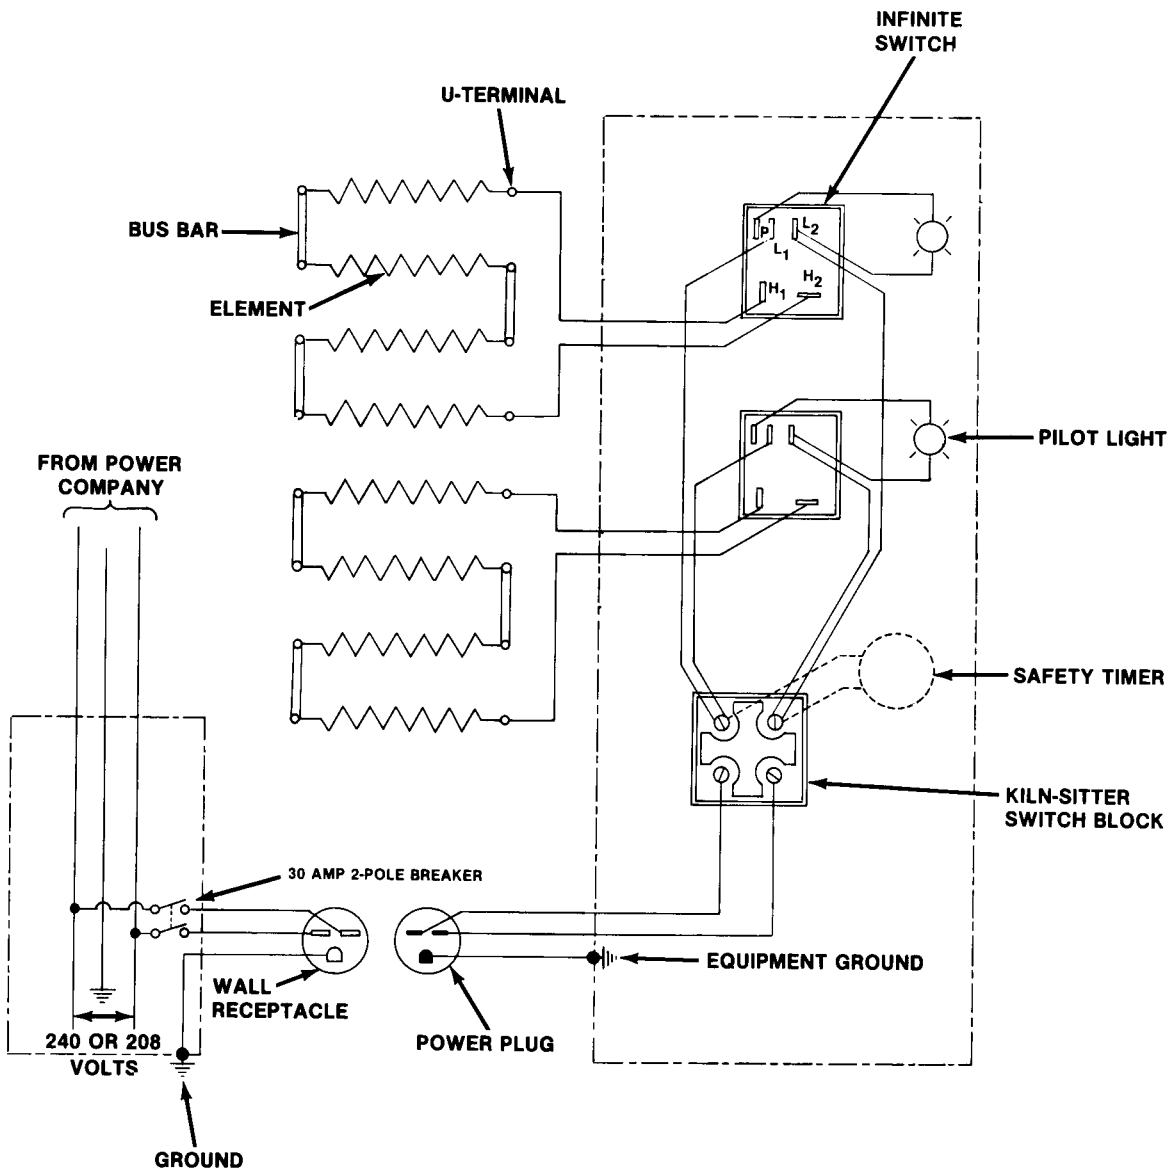 INFINITE
SWITCH
U-TERMINAL
BUS BAR
ELEMENT
P
L1
L2
H1
H2
PILOT LIGHT
FROM POWER
COMPANY
SAFETY TIMER
KILN-SITTER
SWITCH BLOCK
30 AMP 2-POLE BREAKER
WALL
RECEPTACLE
EQUIPMENT GROUND
POWER PLUG
240 OR 208
VOLTS
GROUND